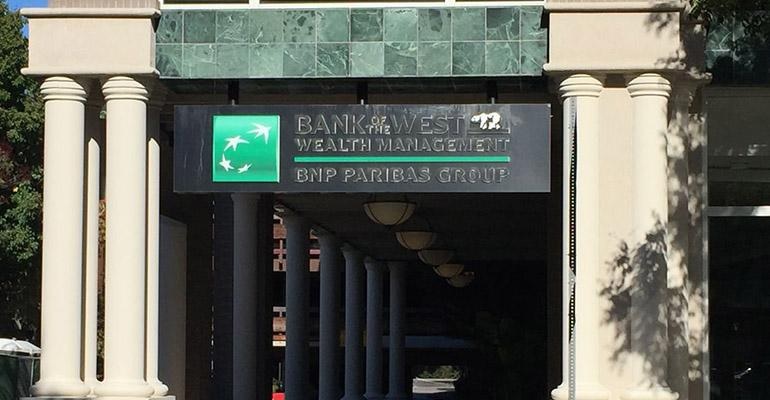 BANK OF THE WEST
WEALTH MANAGEMENT
BNP PARIBAS GROUP